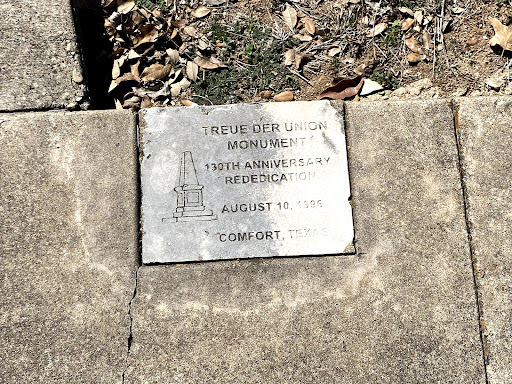 TREUE DER UNION
MONUMENT
130TH ANNIVERSARY
REDEDICATION
AUGUST 10, 1996
COMFORT, TEXAS